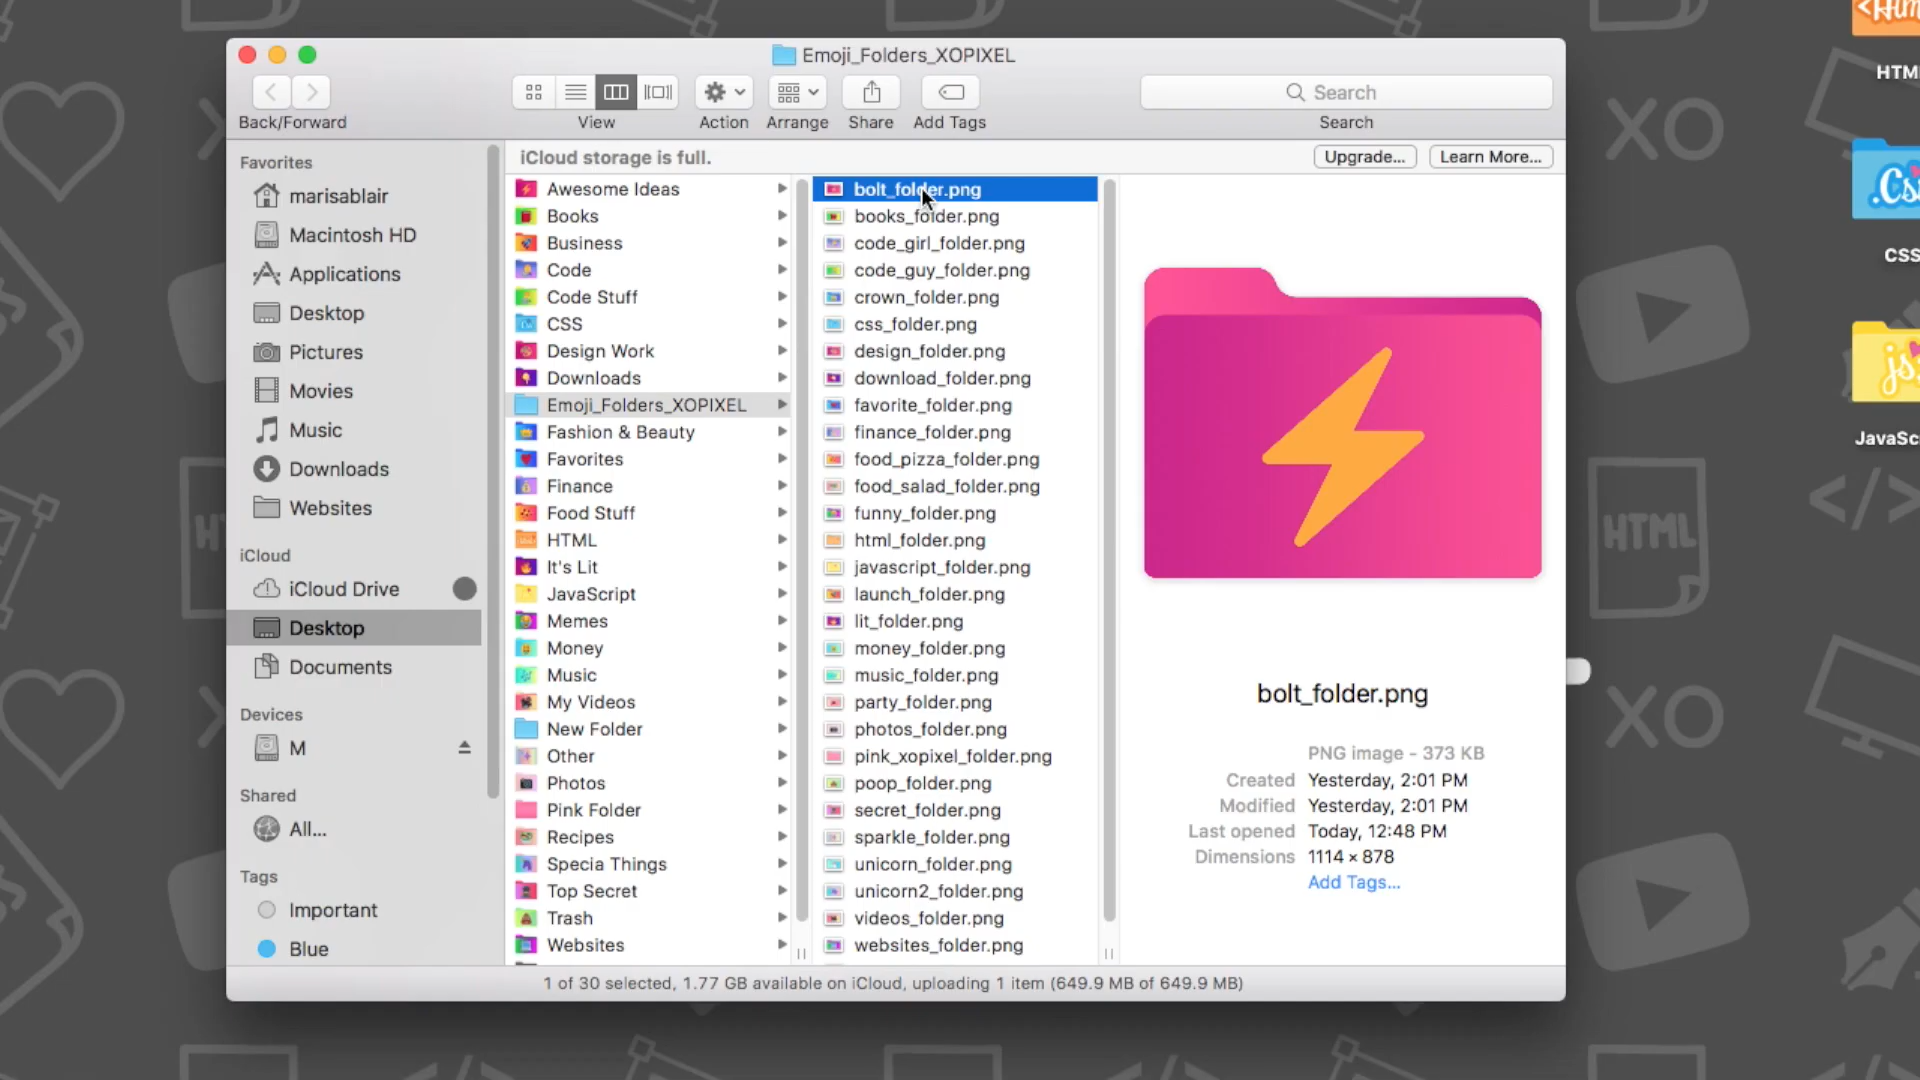 Emoji_Folders_XOPIXEL
Back/Forward
View
Action
Arrange
Share
Add Tags
Search
Search
iCloud storage is full.
Upgrade...
Learn More...
Favorites
marisablair
Macintosh HD
Applications
Desktop
Pictures
Movies
Music
Downloads
Websites
iCloud
iCloud Drive
Desktop
Documents
Devices
M
Shared
All...
Tags
Important
Blue
Awesome Ideas
Books
Business
Code
Code Stuff
CSS
Design Work
Downloads
Emoji_Folders_XOPIXEL
Fashion & Beauty
Favorites
Finance
Food Stuff
HTML
It's Lit
JavaScript
Memes
Money
Music
My Videos
New Folder
Other
Photos
Pink Folder
Recipes
Specia Things
Top Secret
Trash
Websites
bolt_folder.png
books_folder.png
code_girl_folder.png
code_guy_folder.png
crown_folder.png
css_folder.png
design_folder.png
download_folder.png
favorite_folder.png
finance_folder.png
food_pizza_folder.png
food_salad_folder.png
funny_folder.png
html_folder.png
javascript_folder.png
launch_folder.png
lit_folder.png
money_folder.png
music_folder.png
party_folder.png
photos_folder.png
pink_xopixel_folder.png
poop_folder.png
secret_folder.png
sparkle_folder.png
unicorn_folder.png
unicorn2_folder.png
videos_folder.png
websites_folder.png
bolt_folder.png
PNG image - 373 KB
Created Yesterday, 2:01 PM
Modified Yesterday, 2:01 PM
Last opened Today, 12:48 PM
Dimensions 1114 × 878
Add Tags...
1 of 30 selected, 1.77 GB available on iCloud, uploading 1 item (649.9 MB of 649.9 MB)
XO
HTML
</>
XO
<Html
HTML
.Css
CSS
js
JavaSc